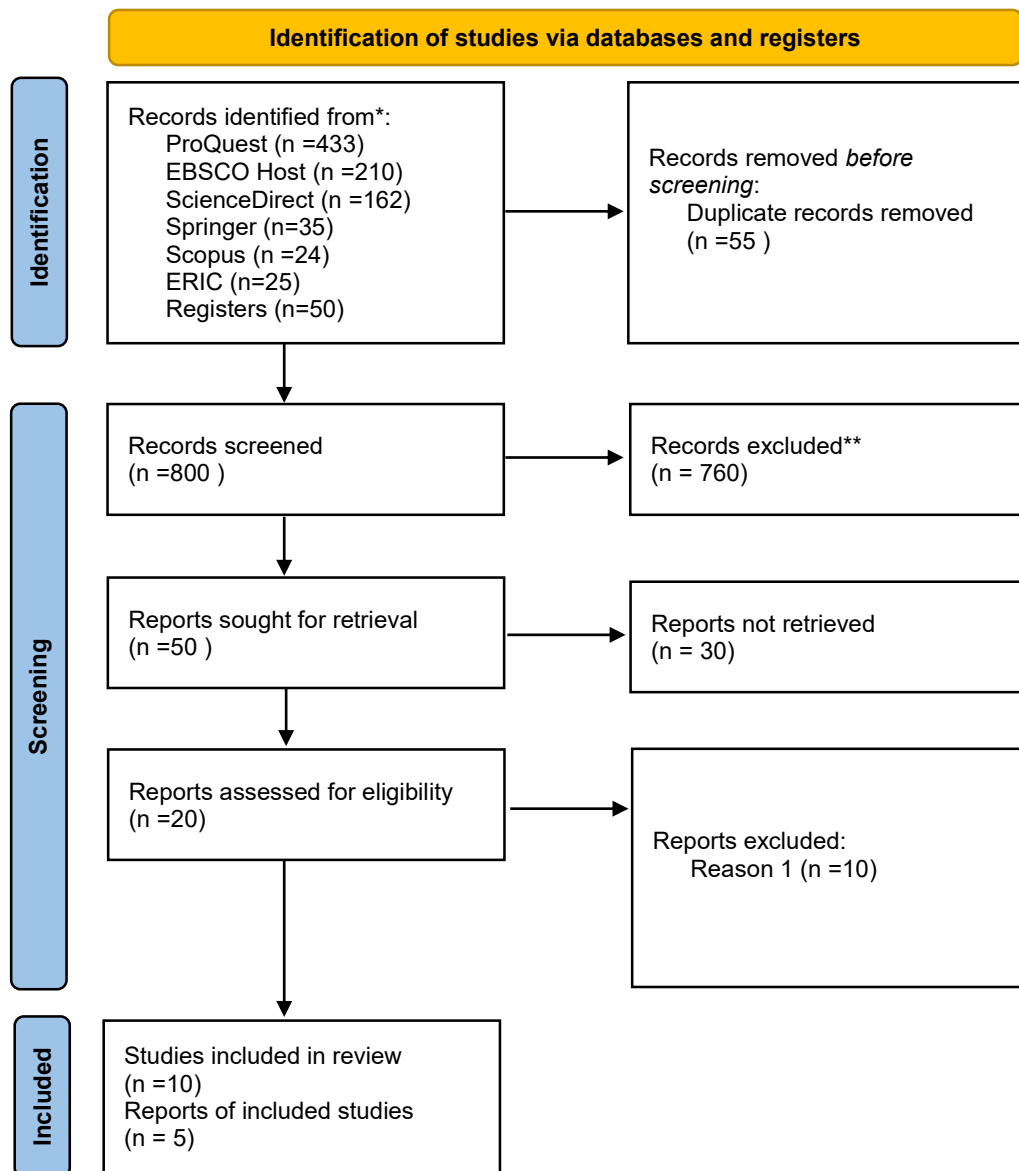 Identification of studies via databases and registers
Identification
Records identified from*:
ProQuest (n =433)
EBSCO Host (n =210)
ScienceDirect (n =162)
Springer (n=35)
Scopus (n =24)
ERIC (n=25)
Registers (n=50)
Records removed before
screening:
Duplicate records removed
(n =55 )
Screening
Records screened
(n =800 )
Records excluded**
(n = 760)
Reports sought for retrieval
(n =50 )
Reports not retrieved
(n = 30)
Reports assessed for eligibility
(n =20)
Reports excluded:
Reason 1 (n =10)
Included
Studies included in review
(n =10)
Reports of included studies
(n = 5)